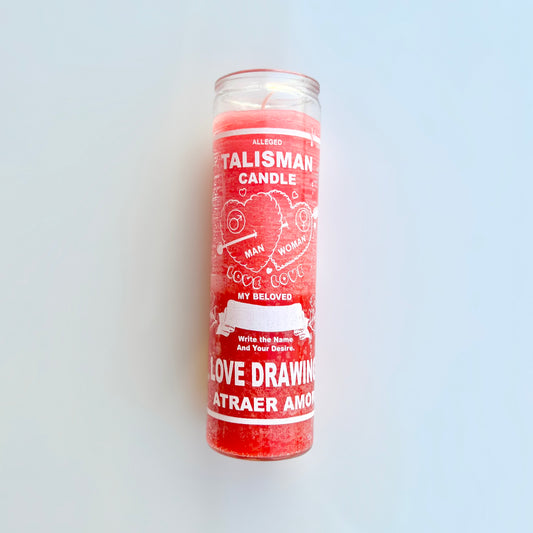 ALLEGED
TALISMAN
CANDLE
MAN WOMAN
LOVE LOVE
MY BELOVED
Write the Name
And Your Desire.
LOVE DRAWING
ATRAER AMOR